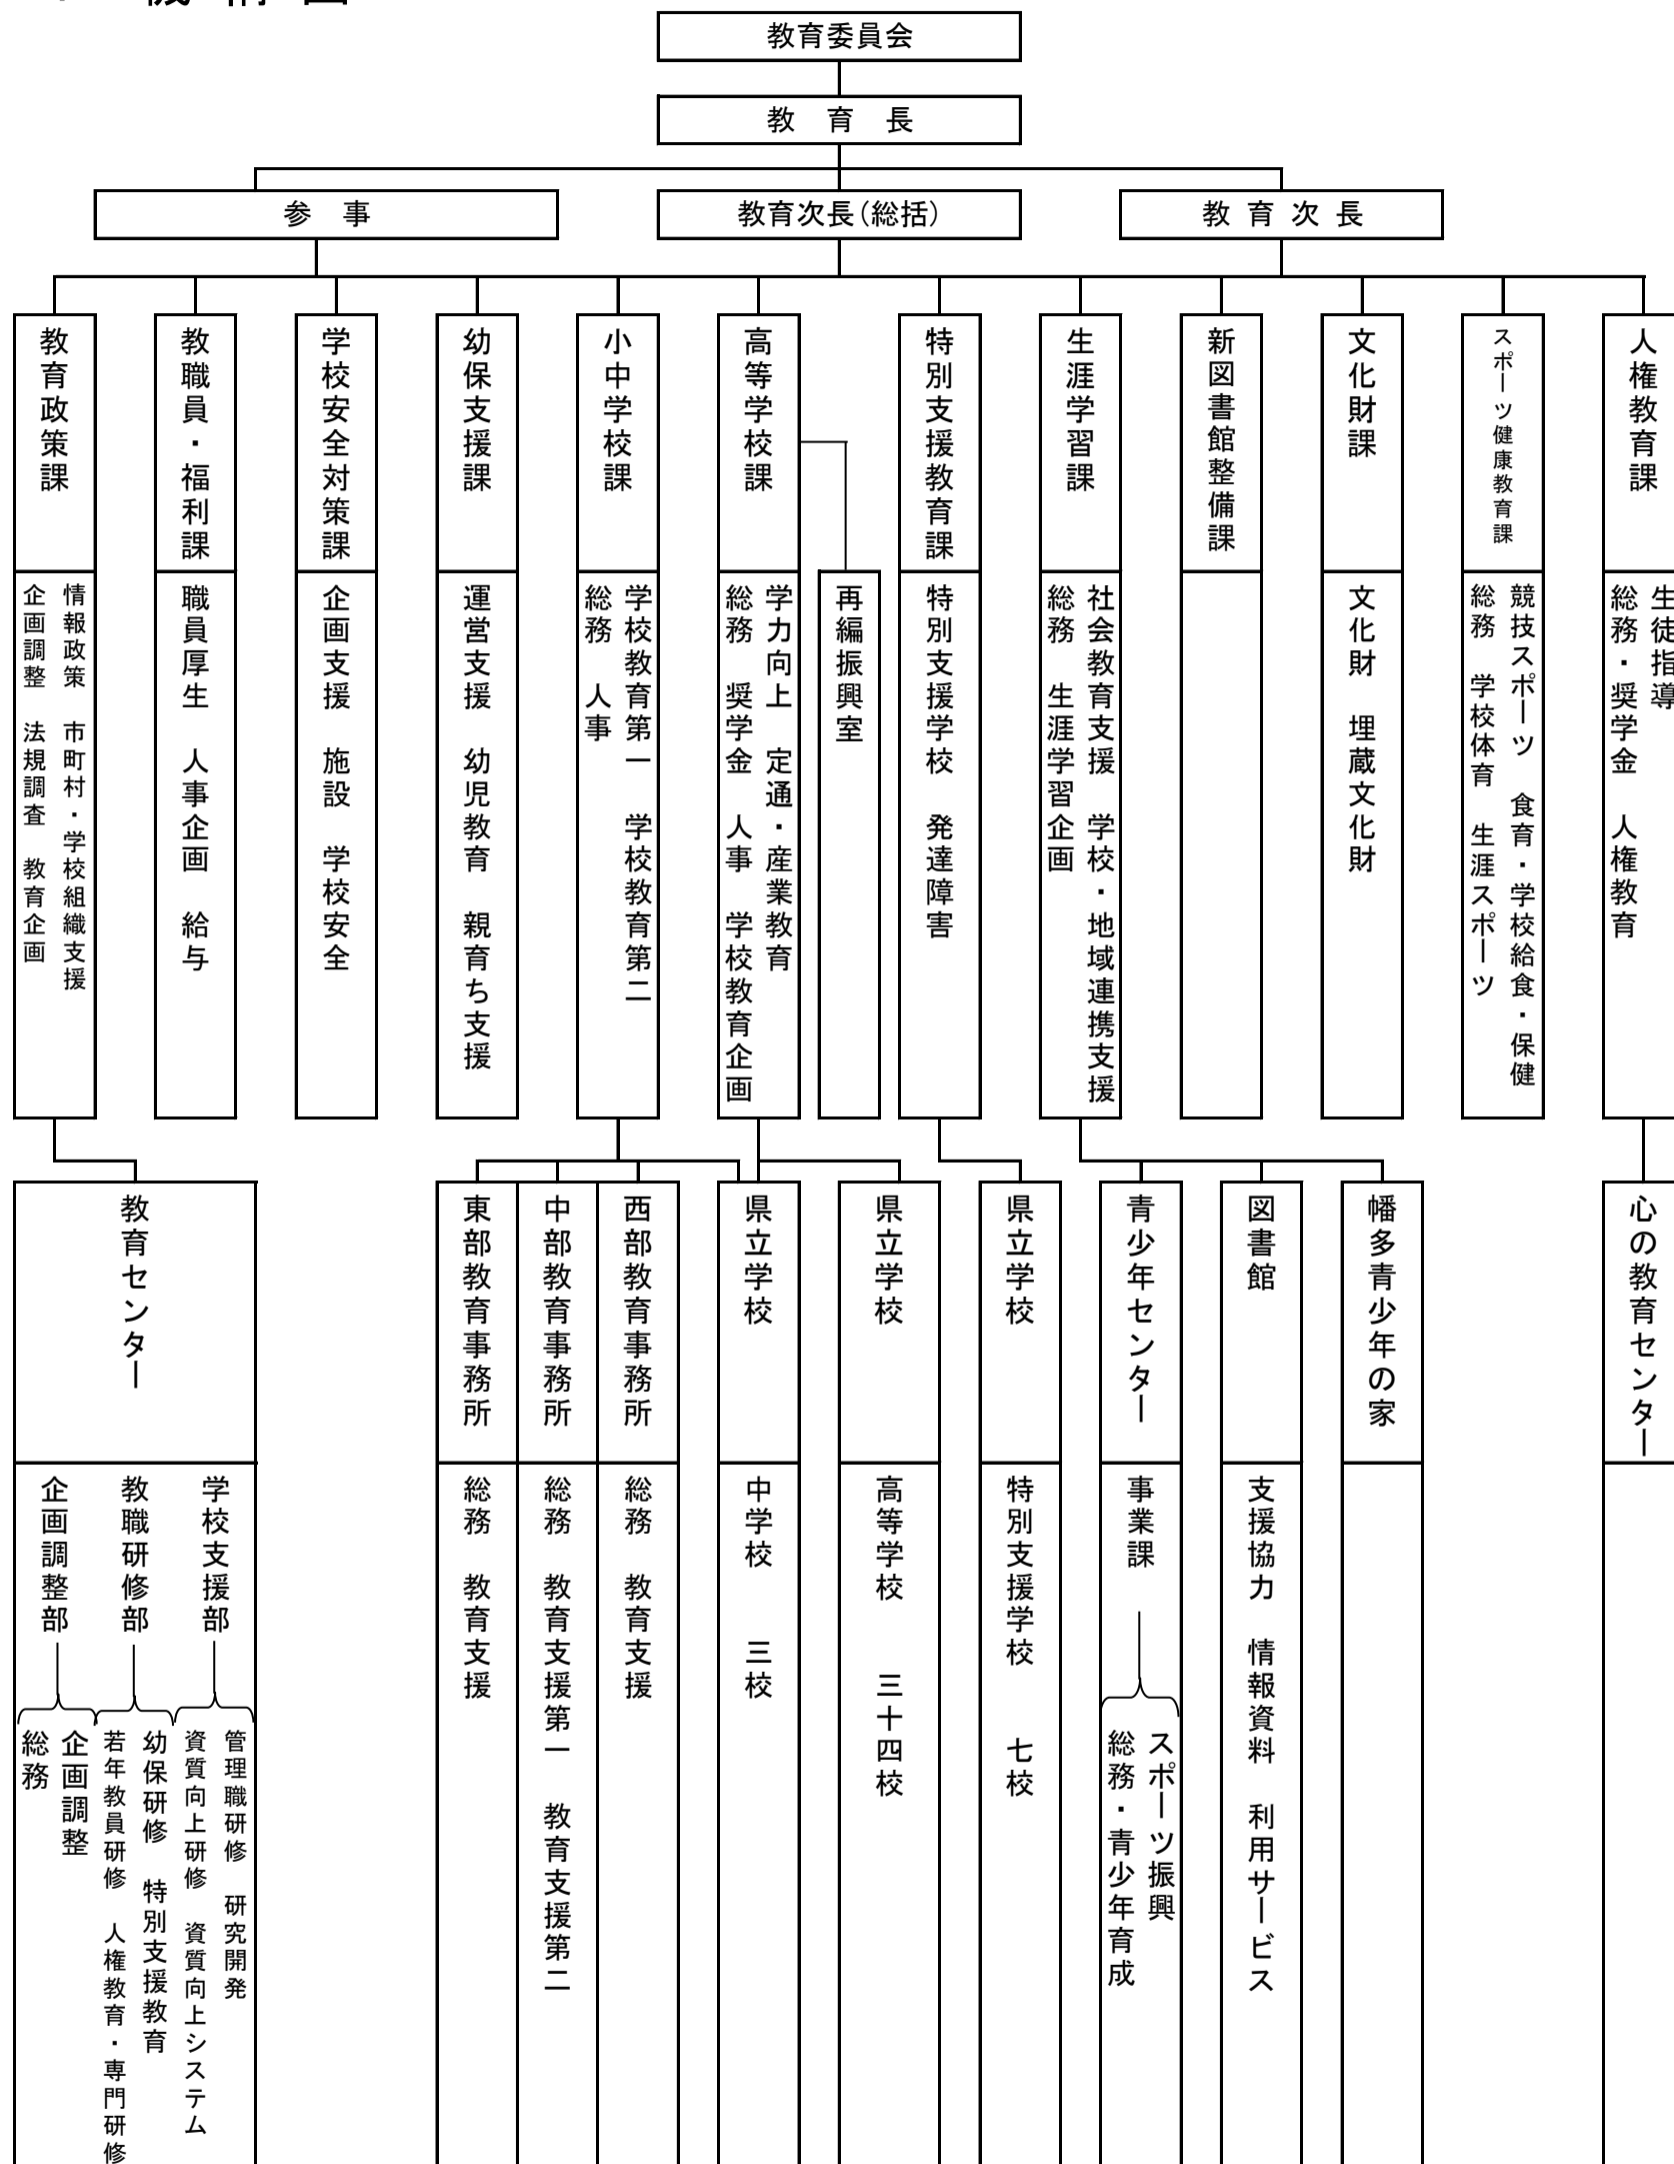 教育委員会
教 育 長
参 事
教育次長（総括）
教 育 次 長
教育政策課
教職員・福利課
学校安全対策課
幼保支援課
小中学校課
高等学校課
特別支援教育課
生涯学習課
新図書館整備課
文化財課
スポーツ健康教育課
人権教育課
企画調整 法規調査 教育企画
情報政策 市町村・学校組織支援
職員厚生 人事企画 給与
企画支援 施設 学校安全
運営支援 幼児教育 親育ち支援
総務 人事
学校教育第一 学校教育第二
総務 奨学金 人事 学校教育企画
学力向上 定通・産業教育
再編振興室
特別支援学校 発達障害
総務 生涯学習企画
社会教育支援 学校・地域連携支援
文化財 埋蔵文化財
総務 学校体育 生涯スポーツ
競技スポーツ 食育・学校給食・保健
総務・奨学金 人権教育
生徒指導
教育センター
東部教育事務所
中部教育事務所
西部教育事務所
県立学校
県立学校
県立学校
青少年センター
図書館
幡多青少年の家
心の教育センター
企画調整部
教職研修部
学校支援部
総務
企画調整
若年教員研修 人権教育・専門研修
幼保研修 特別支援教育
資質向上研修 資質向上システム
管理職研修 研究開発
総務 教育支援
総務 教育支援第一 教育支援第二
総務 教育支援
中学校 三校
高等学校 三十四校
特別支援学校 七校
事業課
総務・青少年育成
スポーツ振興
支援協力 情報資料 利用サービス